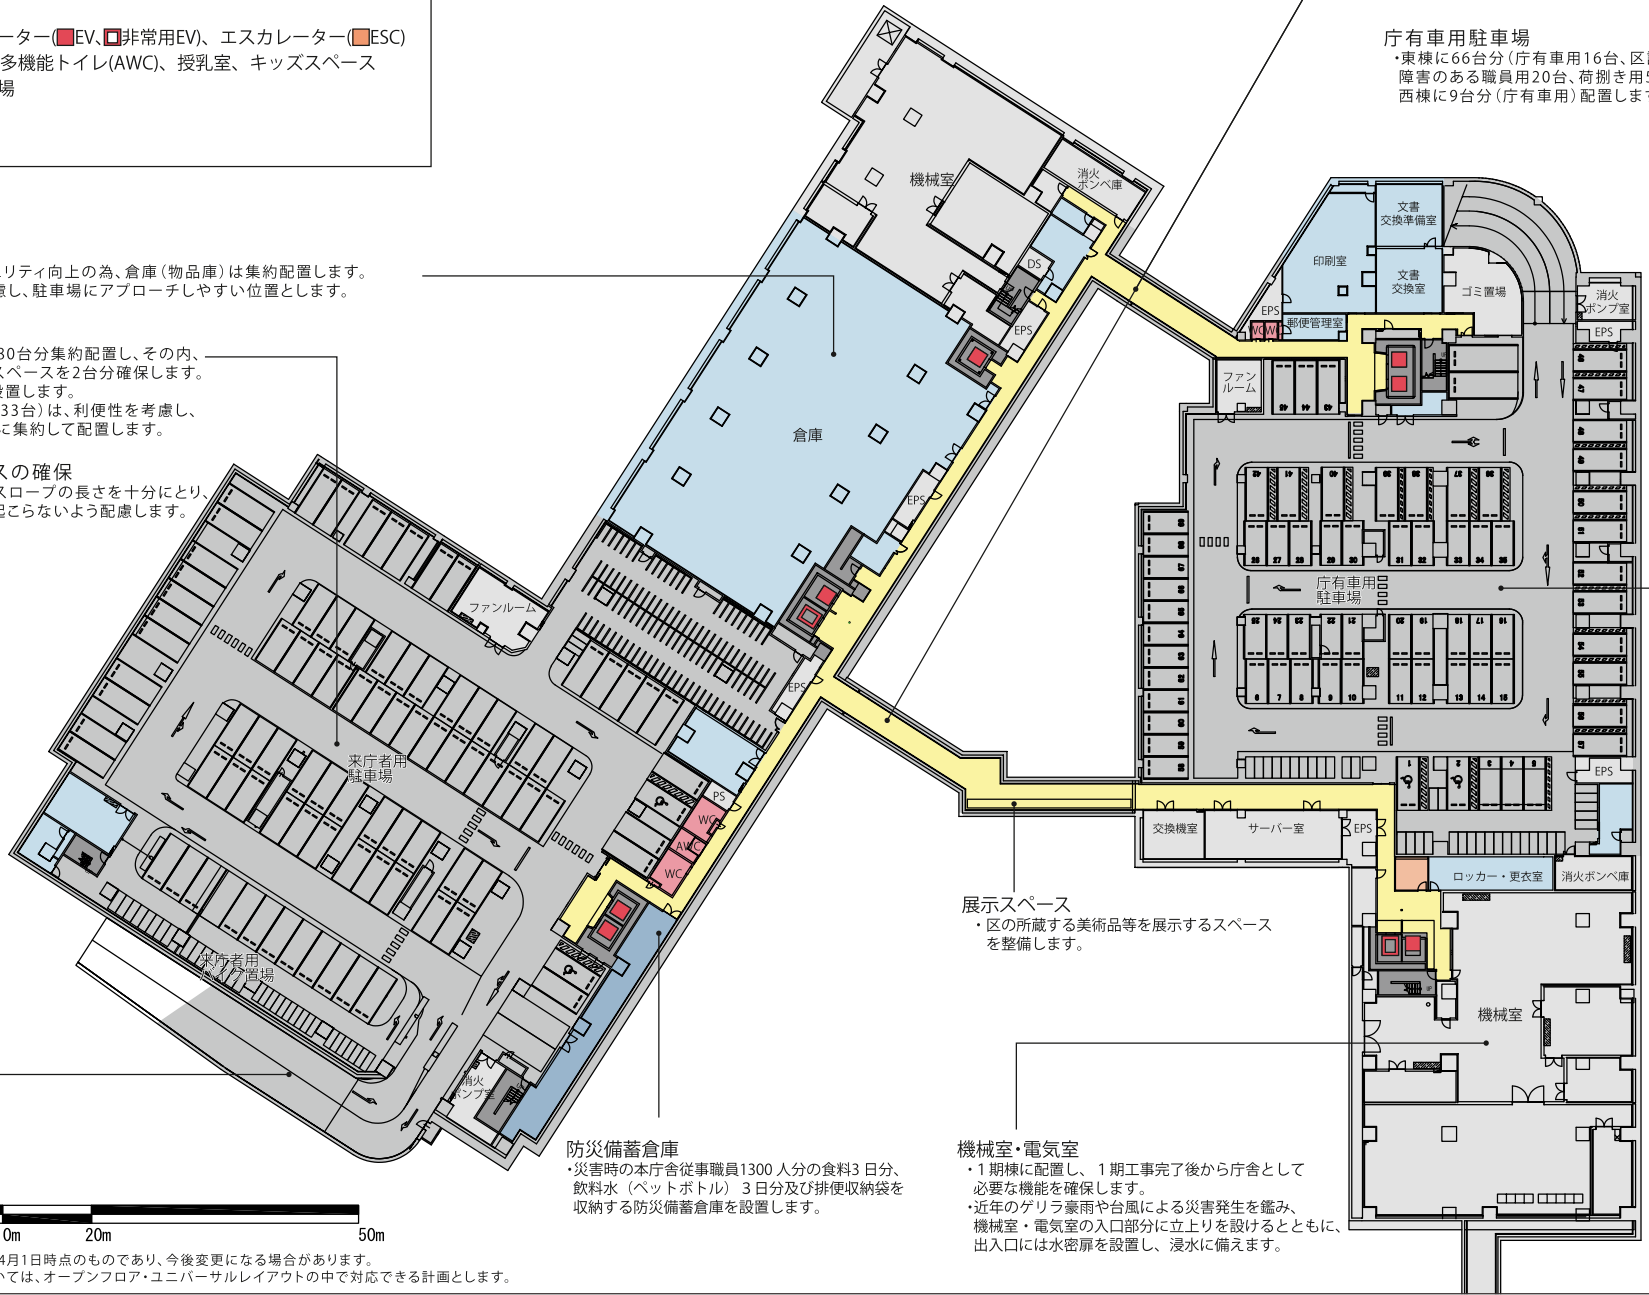 ーター(EV、非常用EV)、エスカレーター(ESC)
多機能トイレ(AWC)、授乳室、キッズスペース
場
リティ向上の為、倉庫（物品庫）は集約配置します。
慮し、駐車場にアプローチしやすい位置とします。
80台分集約配置し、その内、
スペースを2台分確保します。
設置します。
33台）は、利便性を考慮し、
に集約して配置します。
スの確保
スロープの長さを十分にとり、
起こらないよう配慮します。
庁有車用駐車場
・東棟に66台分（庁有車用16台、区
障害のある職員用20台、荷捌き用
西棟に9台分（庁有車用）配置しま
機械室
消火
ボンベ庫
DS
EPS
倉庫
EPS
EPS
ファンルーム
来庁者用
駐車場
PS
WC
AWC
WC
来庁者用
バイク置場
消火
ポンプ室
文書
交換準備室
印刷室
文書
交換室
ゴミ置場
消火
ポンプ室
EPS
EPS
郵便管理室
WC
WC
ファン
ルーム
庁有車用
駐車場
EPS
交換機室
サーバー室
EPS
ロッカー・更衣室
消火ボンベ庫
機械室
展示スペース
・区の所蔵する美術品等を展示するスペース
を整備します。
防災備蓄倉庫
・災害時の本庁舎従事職員1300 人分の食料3 日分、
飲料水（ペットボトル）３日分及び排便収納袋を
収納する防災備蓄倉庫を設置します。
機械室・電気室
・１期棟に配置し、１期工事完了後から庁舎として
必要な機能を確保します。
・近年のゲリラ豪雨や台風による災害発生を鑑み、
機械室・電気室の入口部分に立上りを設けるとともに、
出入口には水密扉を設置し、浸水に備えます。
0m
20m
50m
4月1日時点のものであり、今後変更になる場合があります。
いては、オープンフロア・ユニバーサルレイアウトの中で対応できる計画とします。